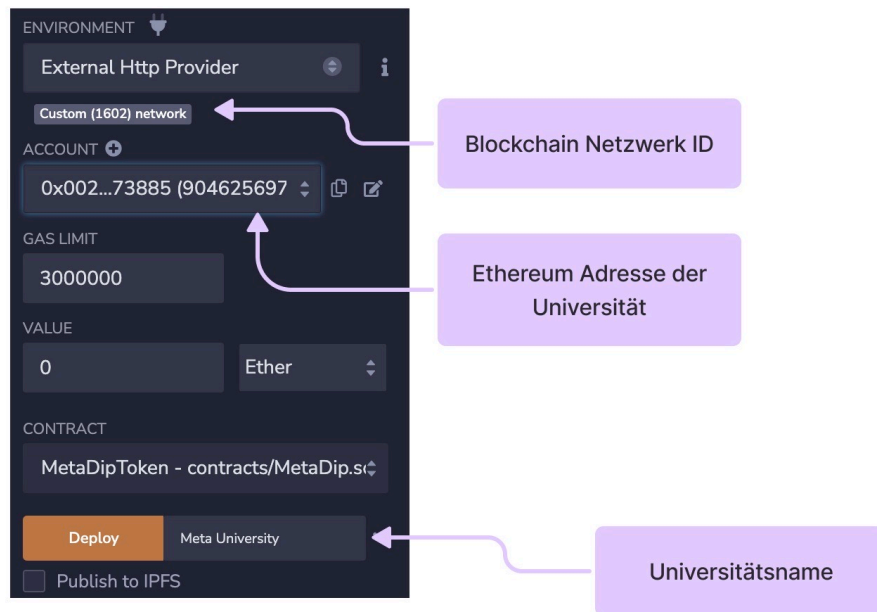 ENVIRONMENT
External Http Provider
Custom (1602) network
Blockchain Netzwerk ID
ACCOUNT
0x002...73885 (904625697
GAS LIMIT
Ethereum Adresse der
Universität
3000000
VALUE
0 Ether
CONTRACT
MetaDipToken - contracts/MetaDip.so
Deploy Meta University
Universitätsname
Publish to IPFS